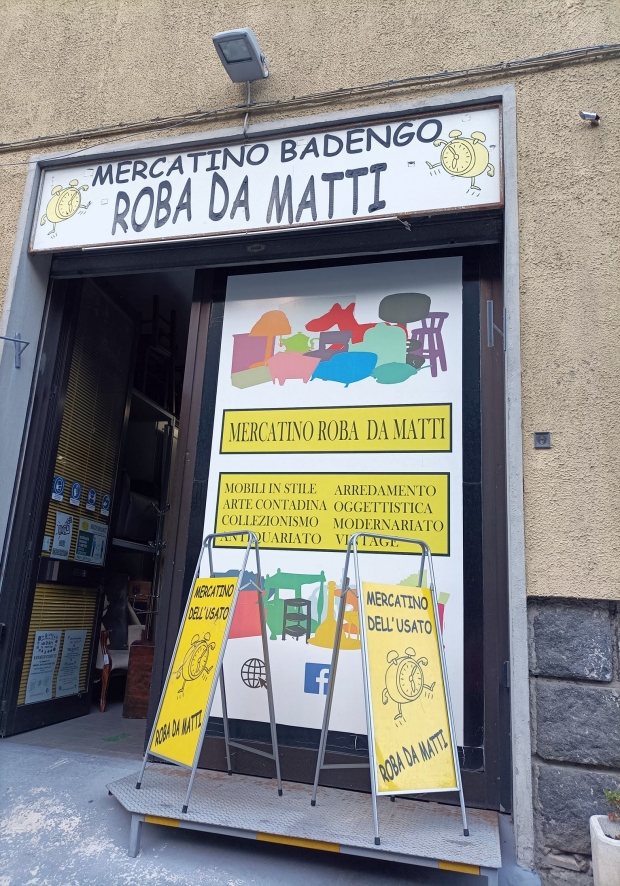 MERCATINO BADENGO
ROBA DA MATTI
MERCATINO ROBA DA MATTI
MOBILI IN STILE ARREDAMENTO
ARTE CONTADINA OGGETTISTICA
COLLEZIONISMO MODERNARIATO
ANTIQUARIATO VINTAGE
MERCATINO
DELL'USATO
ROBA DA MATTI
MERCATINO
DELL'USATO
ROBA DA MATTI